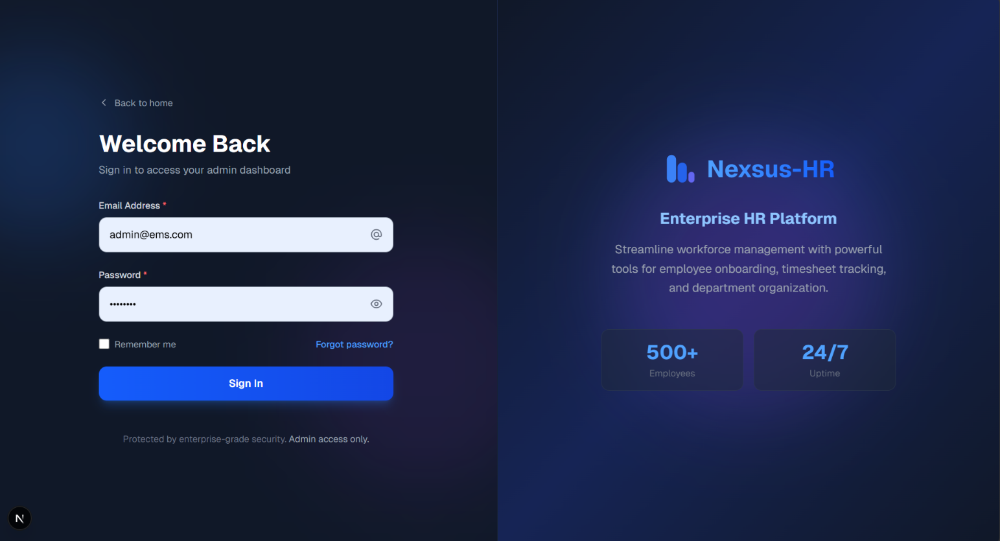 Back to home
Welcome Back
Sign in to access your admin dashboard
Email Address *
admin@ems.com
@
Password *
••••••••
Remember me
Forgot password?
Sign In
Protected by enterprise-grade security. Admin access only.
N
Nexsus-HR
Enterprise HR Platform
Streamline workforce management with powerful
tools for employee onboarding, timesheet tracking,
and department organization.
500+
Employees
24/7
Uptime